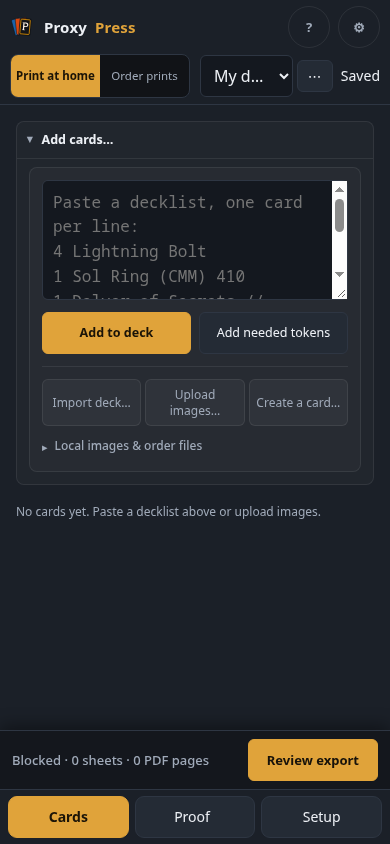 Proxy Press
?
⚙
Print at home
Order prints
My d...
...
Saved
▼ Add cards...
Paste a decklist, one card
per line:
4 Lightning Bolt
1 Sol Ring (CMM) 410
Add to deck
Add needed tokens
Import deck...
Upload
images...
Create a card...
▸ Local images & order files
No cards yet. Paste a decklist above or upload images.
Blocked · 0 sheets · 0 PDF pages
Review export
Cards
Proof
Setup